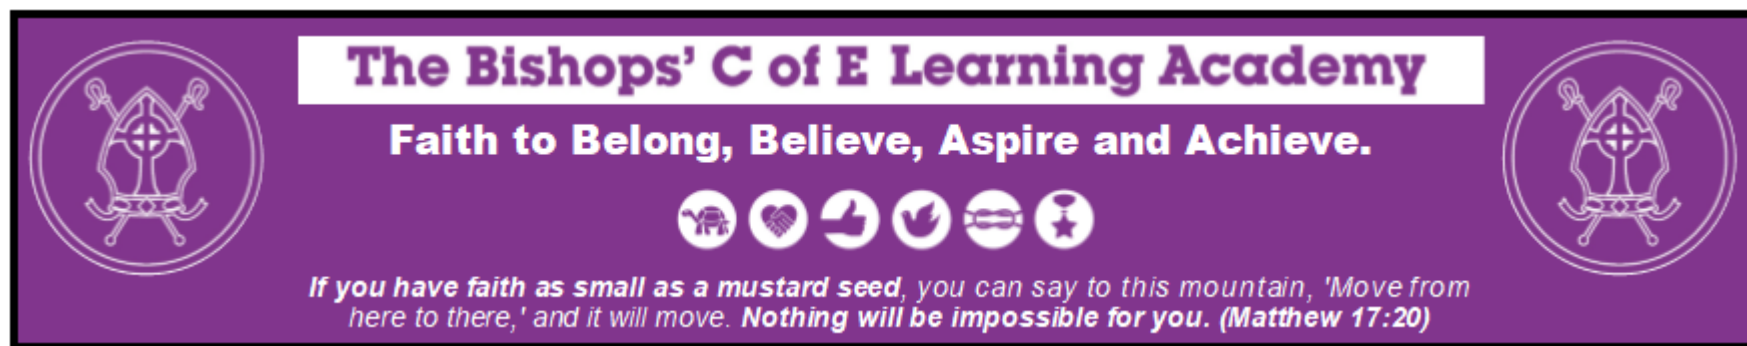 The Bishops' C of E Learning Academy
Faith to Belong, Believe, Aspire and Achieve.
If you have faith as small as a mustard seed, you can say to this mountain, 'Move from
here to there,' and it will move. Nothing will be impossible for you. (Matthew 17:20)